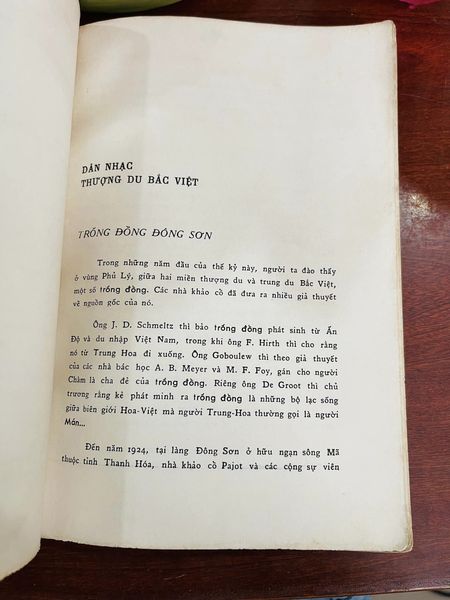 DÂN NHẠC
THƯỢNG DU BẮC VIỆT
TRỐNG ĐỒNG ĐÔNG SƠN
Trong những năm đầu của thế kỷ này, người ta đào thấy
ở vùng Phủ Lý, giữa hai miền thượng du và trung du Bắc Việt,
một số trống đồng. Các nhà khảo cổ đã đưa ra nhiều giả thuyết
về nguồn gốc của nó.
Ông J. D. Schmeltz thì bảo trống đồng phát sinh từ Ấn
Độ và du nhập Việt Nam, trong khi ông F. Hirth thì cho rằng
nó từ Trung Hoa đi xuống. Ông Goboulew thì theo giả thuyết
của các nhà bác học A. B. Meyer và M. F. Foy, gán cho người
Chàm là cha đẻ của trống đồng. Riêng ông De Groot thì chủ
trương rằng kẻ phát minh ra trống đồng là những bộ lạc sống
giữa biên giới Hoa-Việt mà người Trung-Hoa thường gọi là người
Mán...
Đến năm 1924, tại làng Đông Sơn ở hữu ngạn sông Mã
thuộc tỉnh Thanh Hóa, nhà khảo cổ Pajot và các cộng sự viên